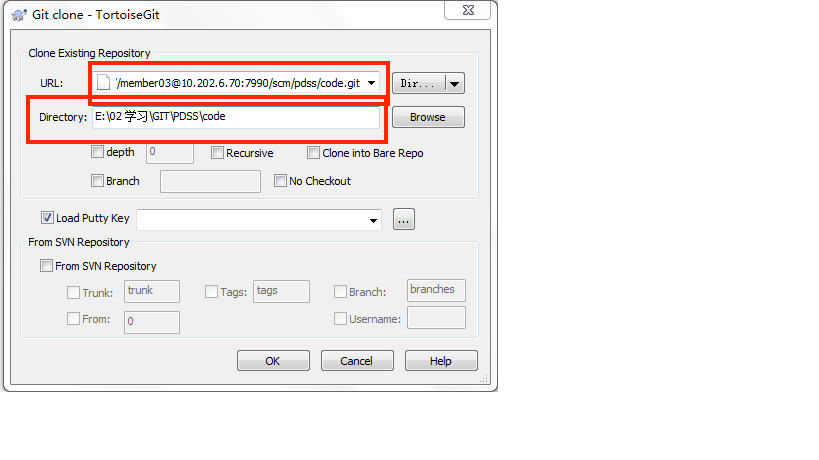 Git clone - TortoiseGit
Clone Existing Repository
URL: '/member03@10.202.6.70:7990/scm/pdss/code.git Dir...
Directory: E:\02 学习\GIT\PDSS\code Browse
depth 0 Recursive Clone into Bare Repo
Branch No Checkout
Load Putty Key ...
From SVN Repository
From SVN Repository
Trunk: trunk Tags: tags Branch: branches
From: 0 Username:
OK Cancel Help